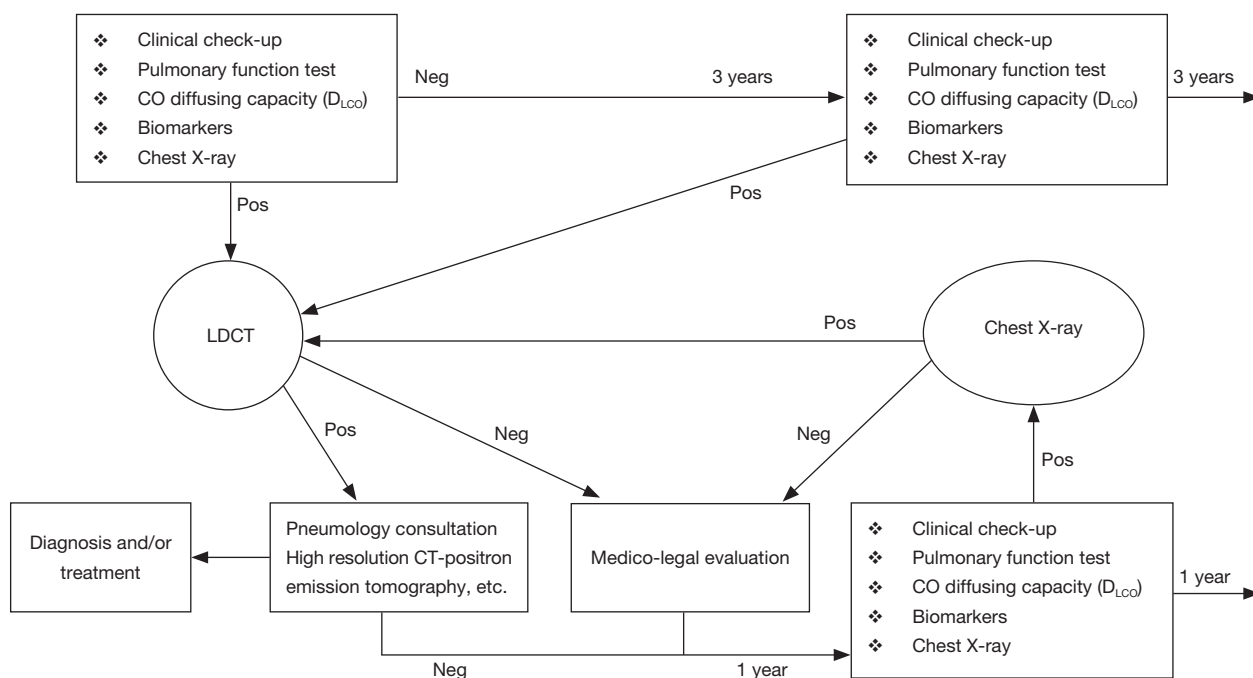 ❖ Clinical check-up
❖ Pulmonary function test
❖ CO diffusing capacity (DLCO)
❖ Biomarkers
❖ Chest X-ray
Neg
3 years
❖ Clinical check-up
❖ Pulmonary function test
❖ CO diffusing capacity (DLCO)
❖ Biomarkers
❖ Chest X-ray
3 years
Pos
Pos
LDCT
Pos
Chest X-ray
Pos
Neg
Neg
Pos
Diagnosis and/or
treatment
Pneumology consultation
High resolution CT-positron
emission tomography, etc.
Medico-legal evaluation
❖ Clinical check-up
❖ Pulmonary function test
❖ CO diffusing capacity (DLCO)
❖ Biomarkers
❖ Chest X-ray
1 year
Neg
1 year